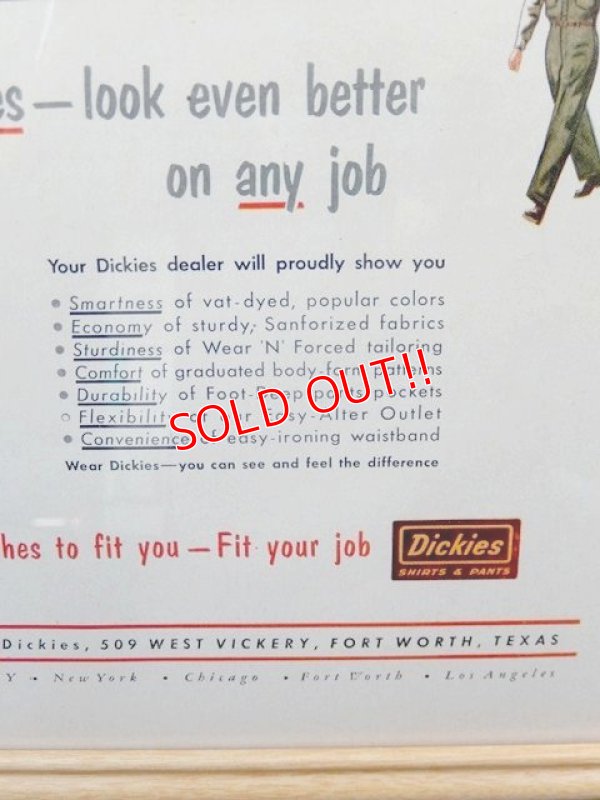 es — look even better
on any job
Your Dickies dealer will proudly show you
• Smartness of vat-dyed, popular colors
• Economy of sturdy, Sanforized fabrics
• Sturdiness of Wear 'N' Forced tailoring
• Comfort of graduated body-form patterns
• Durability of Foot-Deep pants pockets
○ Flexibility of our Easy-Alter Outlet
• Convenience of easy-ironing waistband
SOLD OUT!!
Wear Dickies—you can see and feel the difference
hes to fit you — Fit your job
Dickies
SHIRTS & PANTS
Dickies, 509 WEST VICKERY, FORT WORTH, TEXAS
Y • New York • Chicago • Fort Worth • Los Angeles